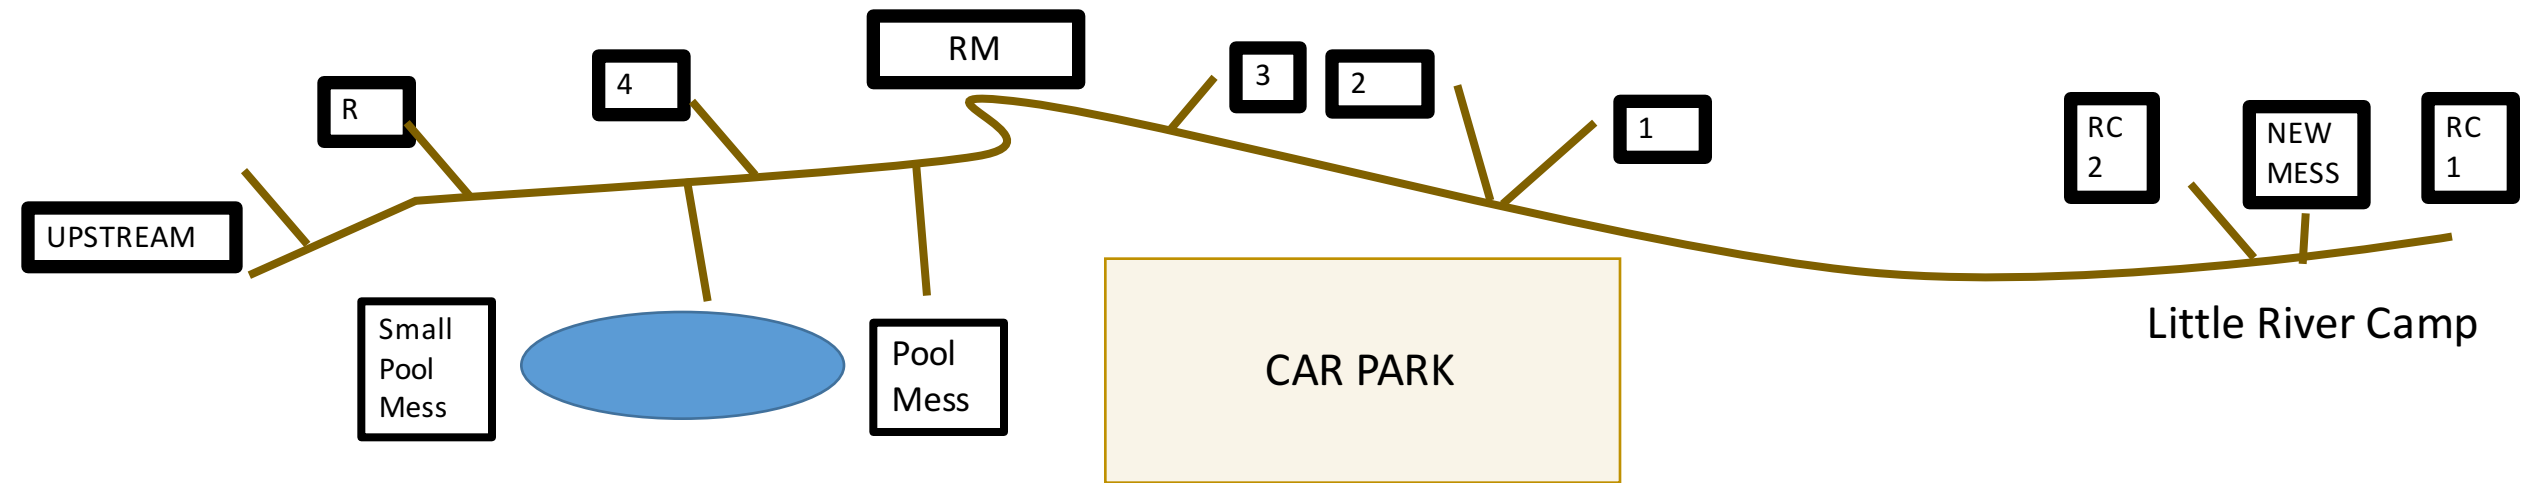 RM
3
2
4
R
1
RC
2
NEW
MESS
RC
1
UPSTREAM
Small
Pool
Mess
Pool
Mess
CAR PARK
Little River Camp